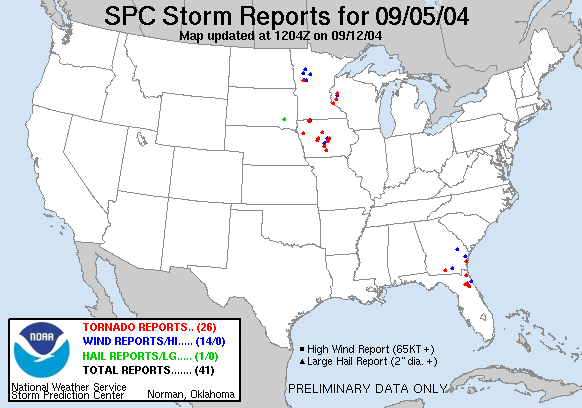 SPC Storm Reports for 09/05/04
Map updated at 1204Z on 09/12/04
NOAA
TORNADO REPORTS.. (26)
WIND REPORTS/HI..... (14/0)
HAIL REPORTS/LG..... (1/0)
TOTAL REPORTS....... (41)
National Weather Service
Storm Prediction Center Norman, Oklahoma
High Wind Report (65KT +)
Large Hail Report (2" dia. +)
PRELIMINARY DATA ONLY